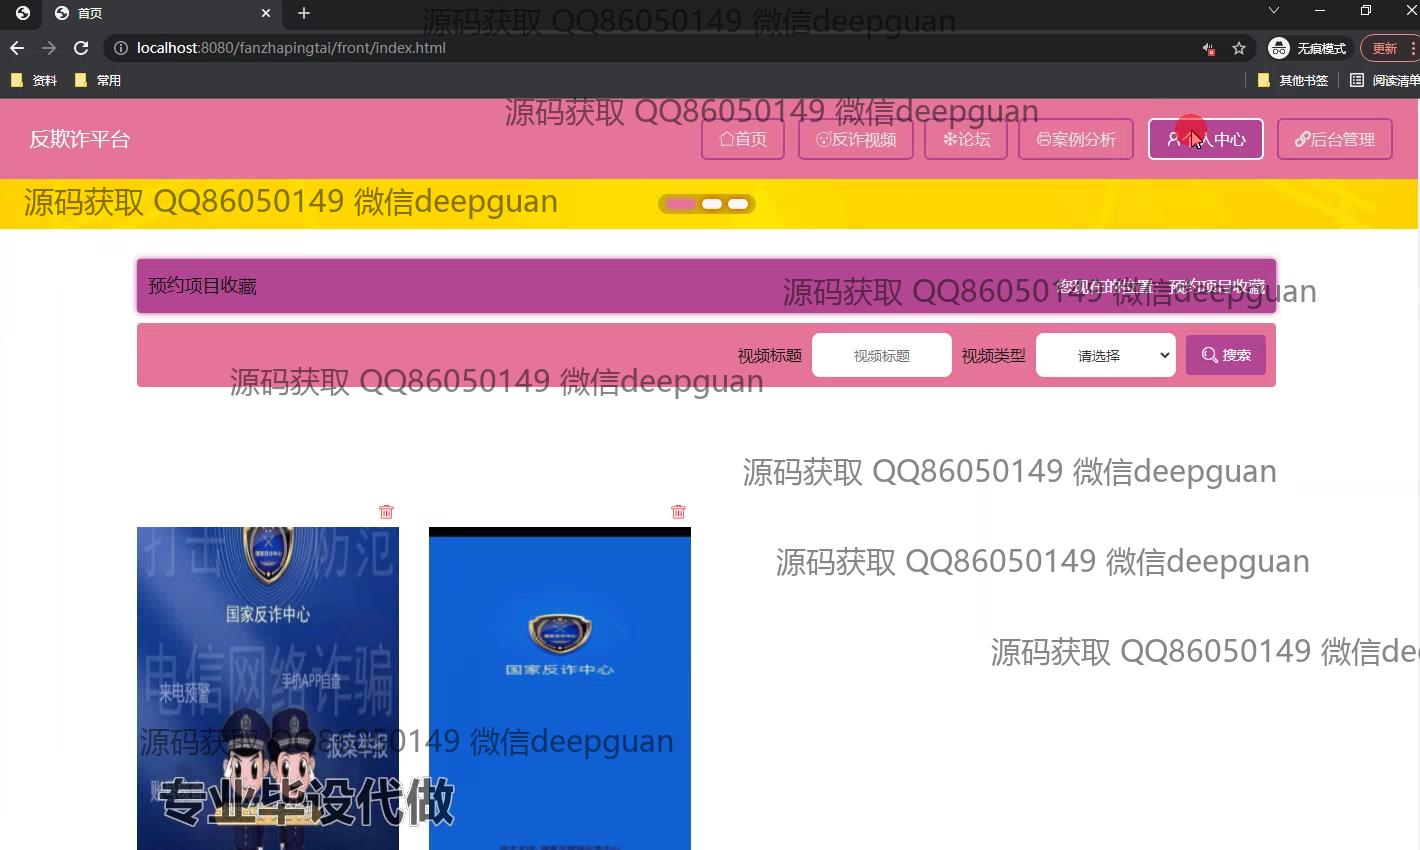 首页
源码获取 QQ86050149 微信deepguan
localhost:8080/fanzhapingtai/front/index.html
无痕模式
更新
资料
常用
其他书签
阅读清单
源码获取 QQ86050149 微信deepguan
反欺诈平台
首页
反诈视频
论坛
案例分析
个人中心
后台管理
源码获取 QQ86050149 微信deepguan
预约项目收藏
您现在的位置：预约项目收藏
源码获取 QQ86050149 微信deepguan
视频标题
视频标题
视频类型
请选择
搜索
源码获取 QQ86050149 微信deepguan
源码获取 QQ86050149 微信deepguan
打击
防范
国家反诈中心
源码获取 QQ86050149 微信deepguan
国家反诈中心
电信网络诈骗
来电预警
手机APP自查
源码获取 QQ86050149 微信dee
源码获取 QQ86050149 微信deepguan
报案举报
专业毕设代做